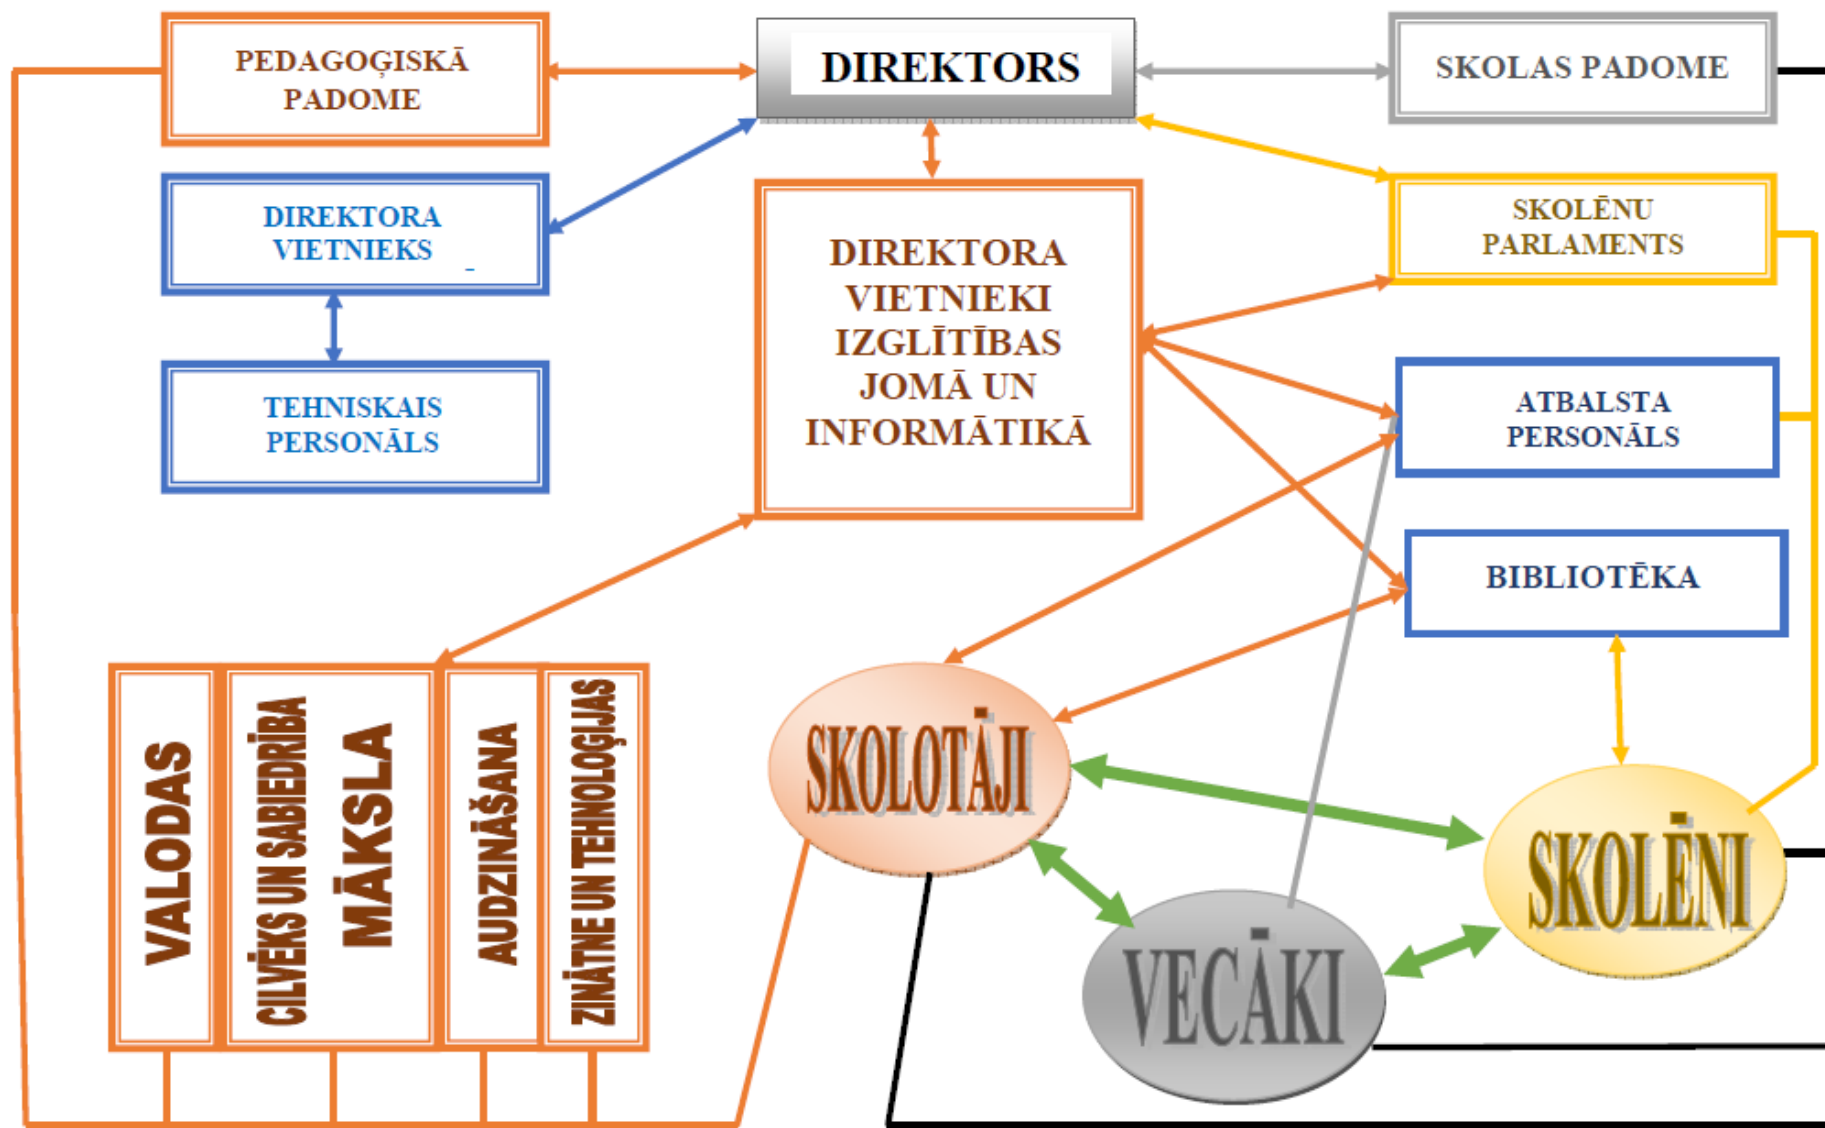 PEDAGOĢISKĀ
PADOME
DIREKTORS
SKOLAS PADOME
DIREKTORA
VIETNIEKS
-
DIREKTORA
VIETNIEKI
IZGLĪTĪBAS
JOMĀ UN
INFORMĀTIKĀ
SKOLĒNU
PARLAMENTS
TEHNISKAIS
PERSONĀLS
ATBALSTA
PERSONĀLS
BIBLIOTĒKA
VALODAS
CILVĒKS UN SABIEDRĪBA
MĀKSLA
AUDZINĀŠANA
ZINĀTNE UN TEHNOLOĢIJAS
SKOLOTĀJI
SKOLĒNI
VECĀKI